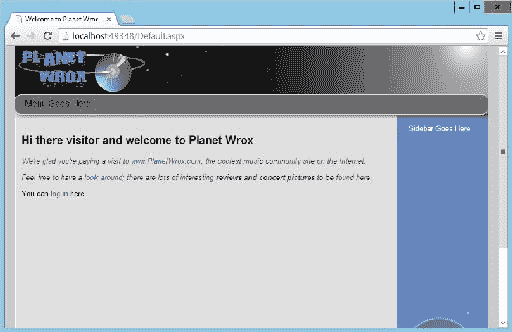 Welcome to Planet Wrox
localhost:49348/Default.aspx
PLANET
WROX
Menu Goes Here
Sidebar Goes Here
Hi there visitor and welcome to Planet Wrox
We're glad you're paying a visit to www.PlanetWrox.com, the coolest music community site on the Internet.
Feel free to have a look around; there are lots of interesting reviews and concert pictures to be found here.
You can log in here.